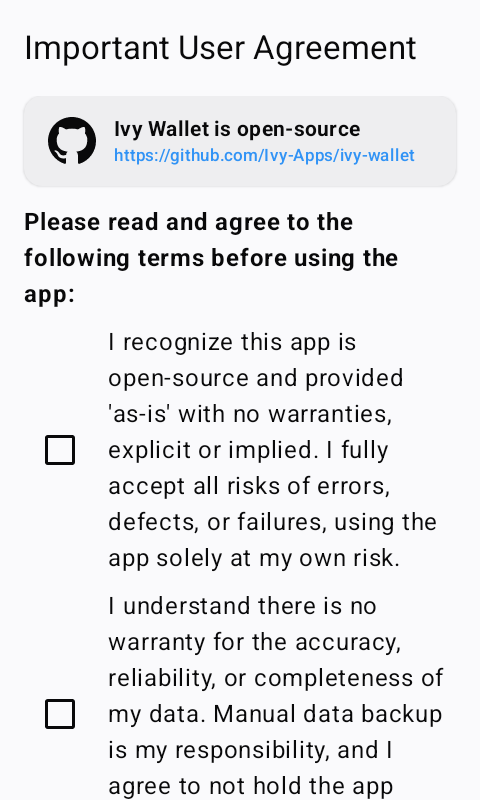 Important User Agreement
Ivy Wallet is open-source
https://github.com/Ivy-Apps/ivy-wallet
Please read and agree to the
following terms before using the
app:
I recognize this app is
open-source and provided
'as-is' with no warranties,
explicit or implied. I fully
accept all risks of errors,
defects, or failures, using the
app solely at my own risk.
I understand there is no
warranty for the accuracy,
reliability, or completeness of
my data. Manual data backup
is my responsibility, and I
agree to not hold the app